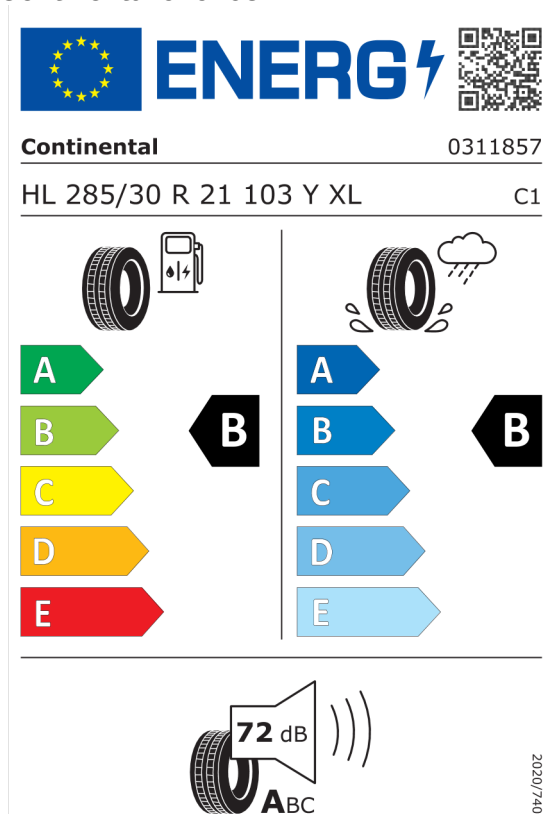 ENERG
Continental 0311857
HL 285/30 R 21 103 Y XL C1
A A
B B B B
C C
D D
E E
72 dB
ABC
2020/740